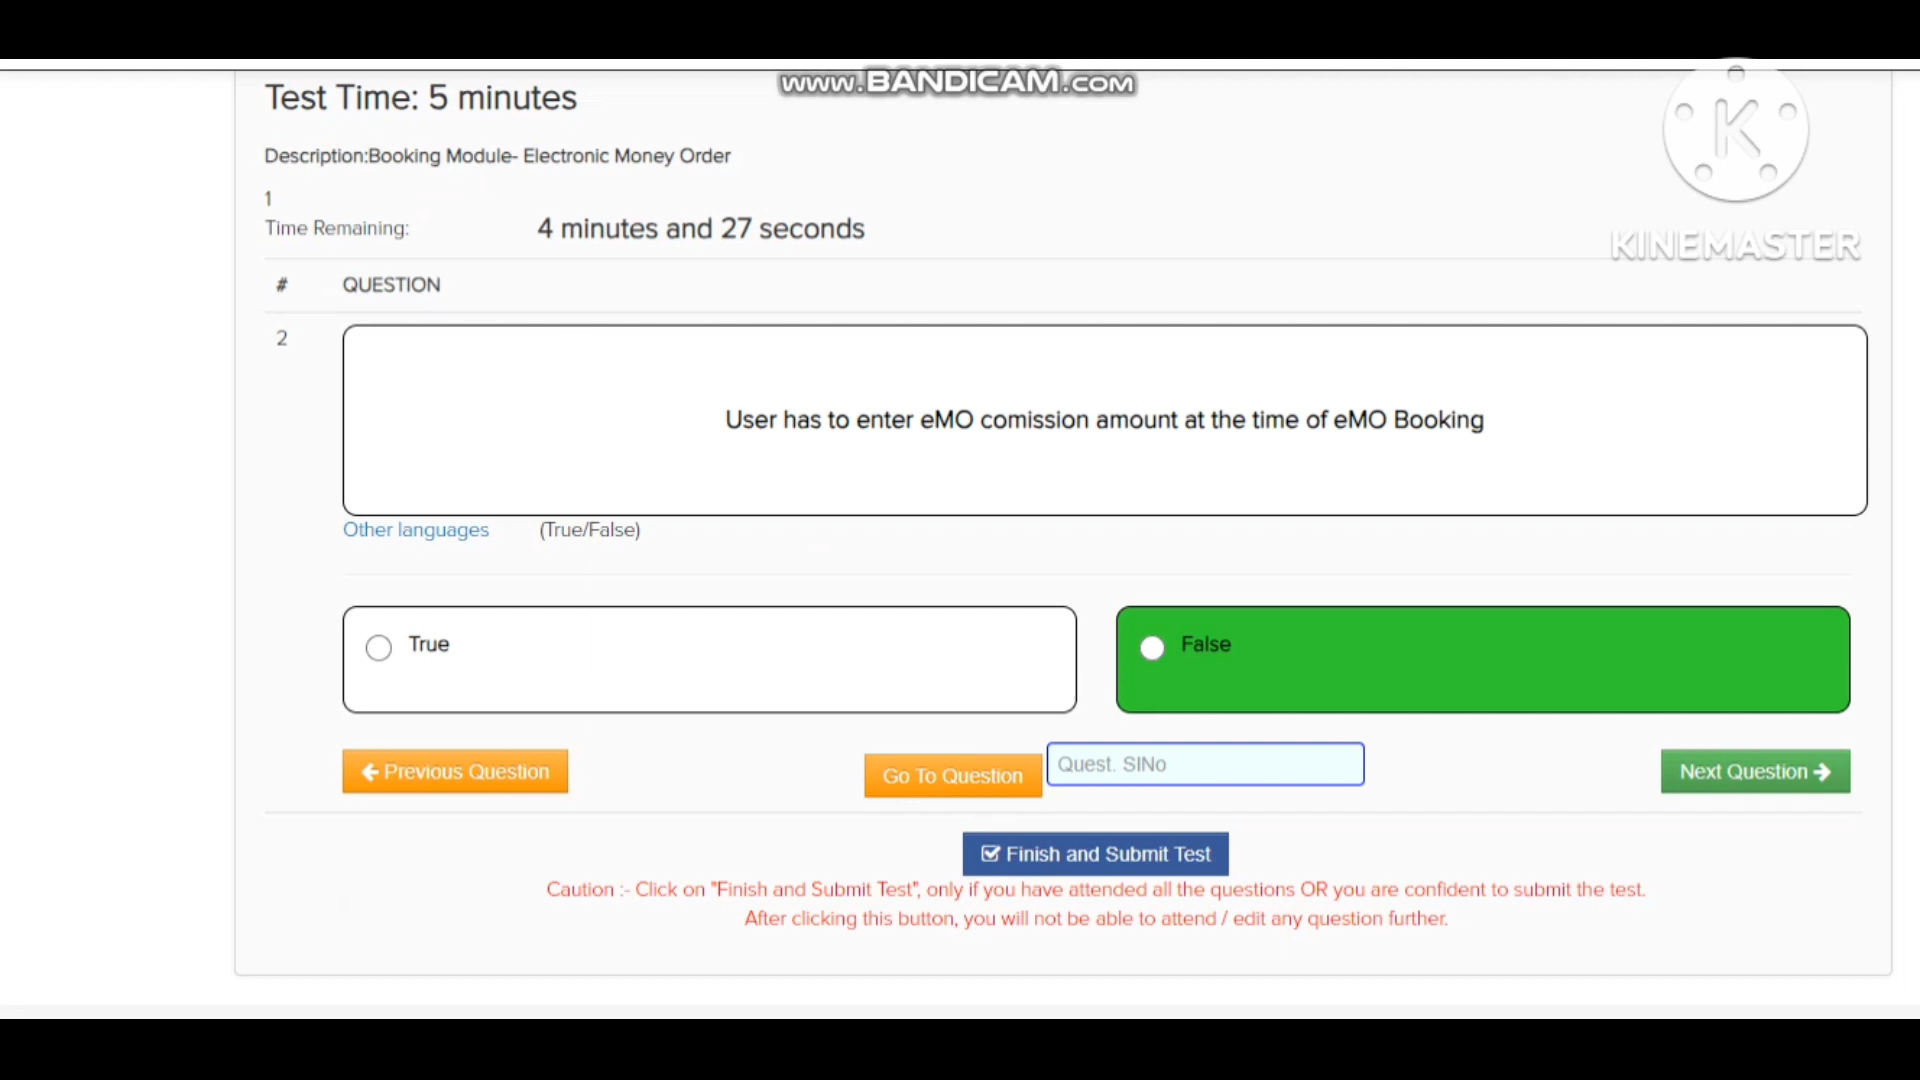 www.BANDICAM.com
Test Time: 5 minutes
Description:Booking Module- Electronic Money Order
1
Time Remaining: 4 minutes and 27 seconds
K
KINEMASTER
# QUESTION
2
User has to enter eMO comission amount at the time of eMO Booking
Other languages (True/False)
True
False
Previous Question
Go To Question
Quest. SlNo
Next Question
Finish and Submit Test
Caution :- Click on "Finish and Submit Test", only if you have attended all the questions OR you are confident to submit the test.
After clicking this button, you will not be able to attend / edit any question further.